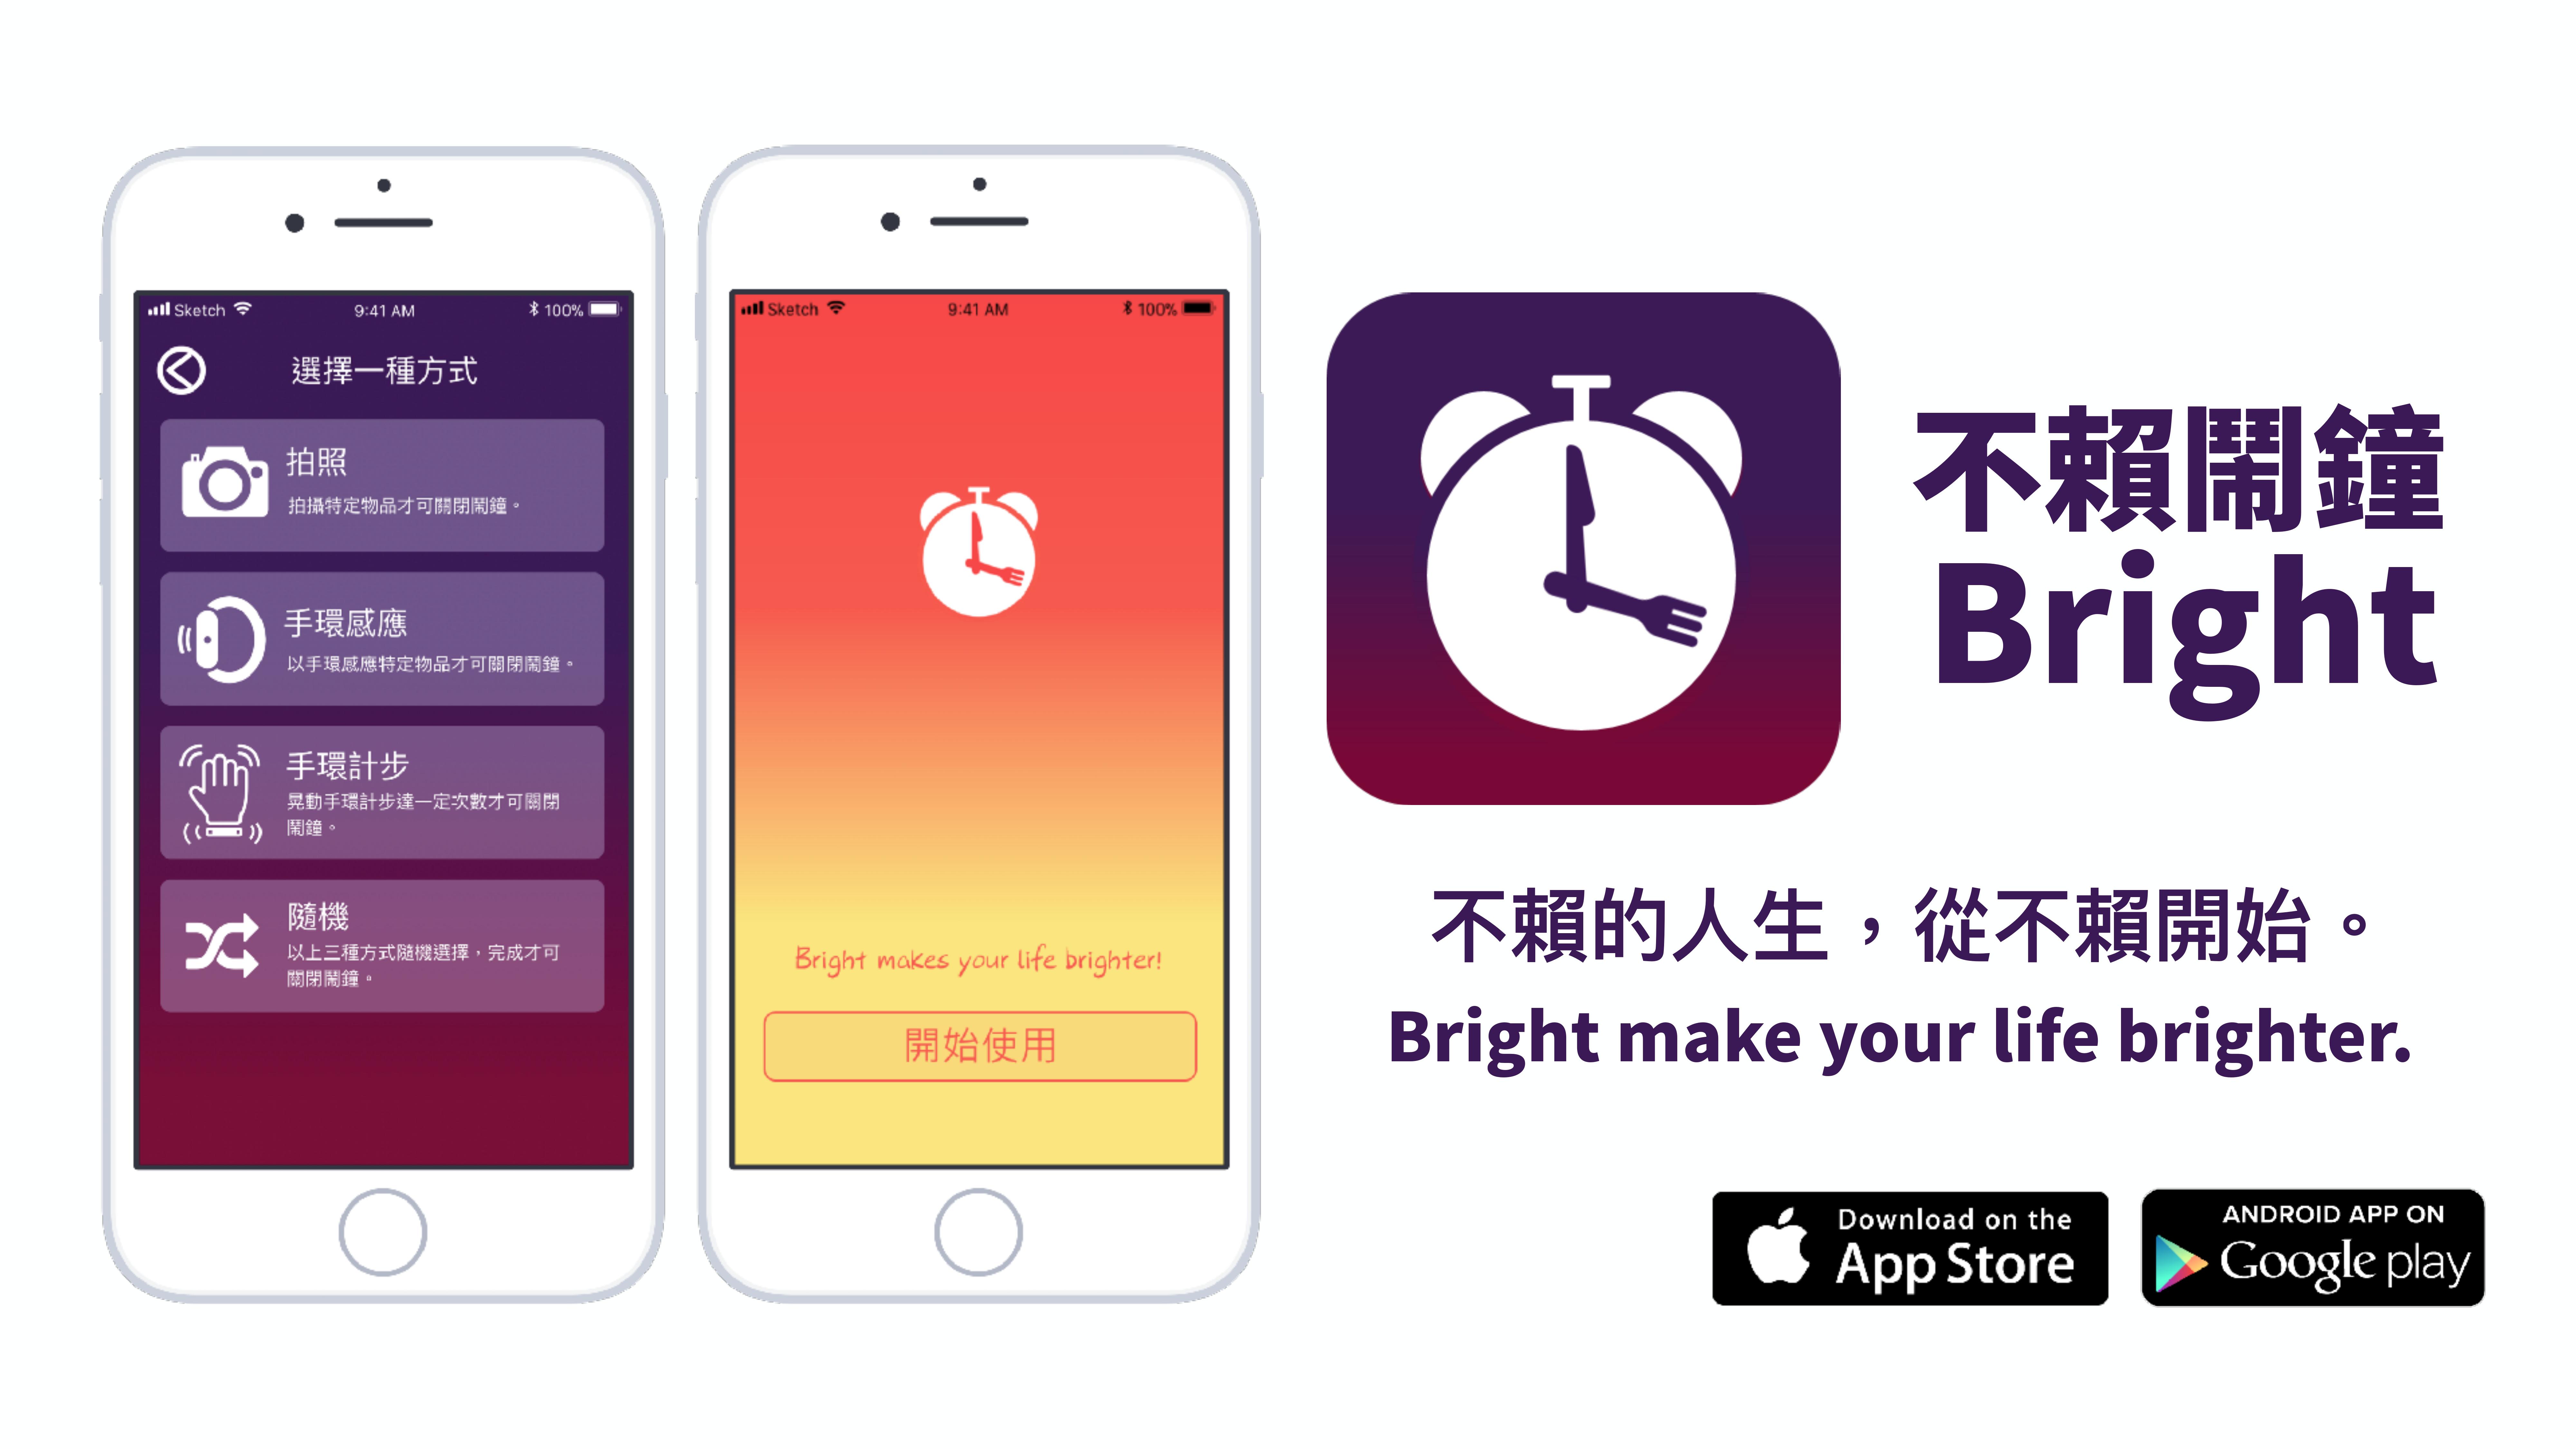 Sketch 9:41 AM 100%
選擇一種方式
拍照
拍攝特定物品才可關閉鬧鐘。
手環感應
以手環感應特定物品才可關閉鬧鐘。
手環計步
晃動手環計步達一定次數才可關閉
鬧鐘。
隨機
以上三種方式隨機選擇，完成才可
關閉鬧鐘。
Sketch 9:41 AM 100%
Bright makes your life brighter!
開始使用
不賴鬧鐘
Bright
不賴的人生，從不賴開始。
Bright make your life brighter.
Download on the
App Store
ANDROID APP ON
Google play